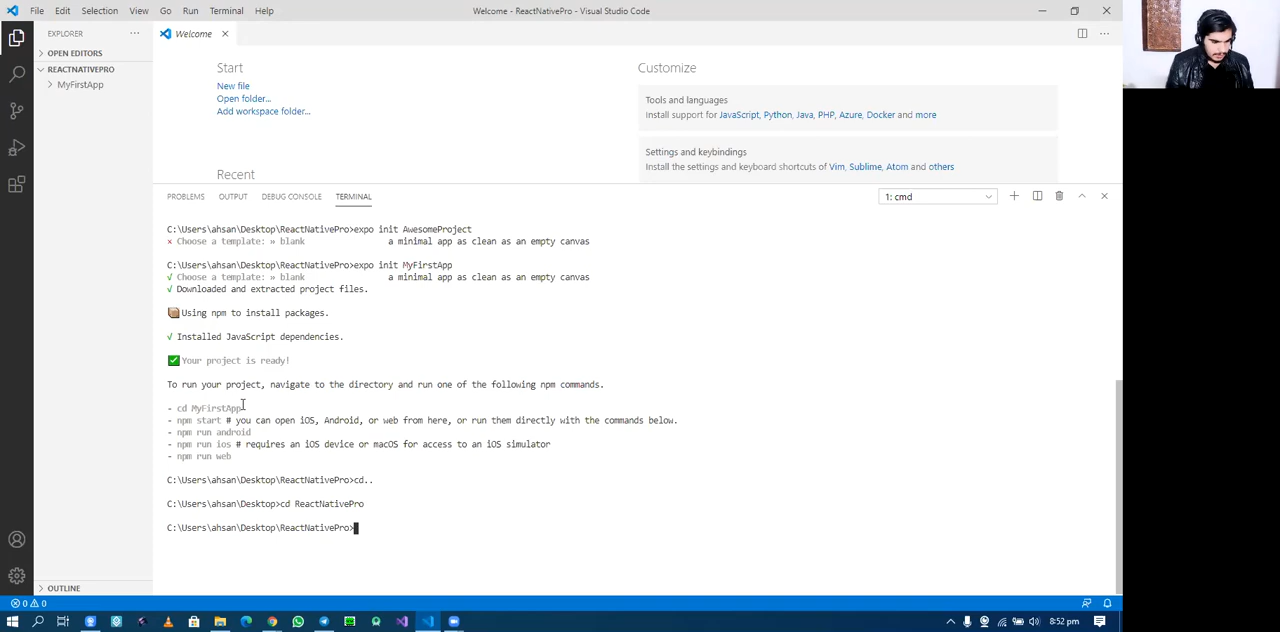 File Edit Selection View Go Run Terminal Help
Welcome - ReactNativePro - Visual Studio Code
EXPLORER
Welcome
OPEN EDITORS
REACTNATIVEPRO
MyFirstApp
Start
New file
Open folder...
Add workspace folder...
Recent
Customize
Tools and languages
Install support for JavaScript, Python, Java, PHP, Azure, Docker and more
Settings and keybindings
Install the settings and keyboard shortcuts of Vim, Sublime, Atom and others
PROBLEMS OUTPUT DEBUG CONSOLE TERMINAL
1: cmd
C:\Users\ahsan\Desktop\ReactNativePro>expo init AwesomeProject
× Choose a template: » blank a minimal app as clean as an empty canvas
C:\Users\ahsan\Desktop\ReactNativePro>expo init MyFirstApp
√ Choose a template: » blank a minimal app as clean as an empty canvas
√ Downloaded and extracted project files.
Using npm to install packages.
√ Installed JavaScript dependencies.
Your project is ready!
To run your project, navigate to the directory and run one of the following npm commands.
- cd MyFirstApp
- npm start # you can open iOS, Android, or web from here, or run them directly with the commands below.
- npm run android
- npm run ios # requires an iOS device or macOS for access to an iOS simulator
- npm run web
C:\Users\ahsan\Desktop\ReactNativePro>cd..
C:\Users\ahsan\Desktop>cd ReactNativePro
C:\Users\ahsan\Desktop\ReactNativePro>
OUTLINE
0 0
8:52 pm